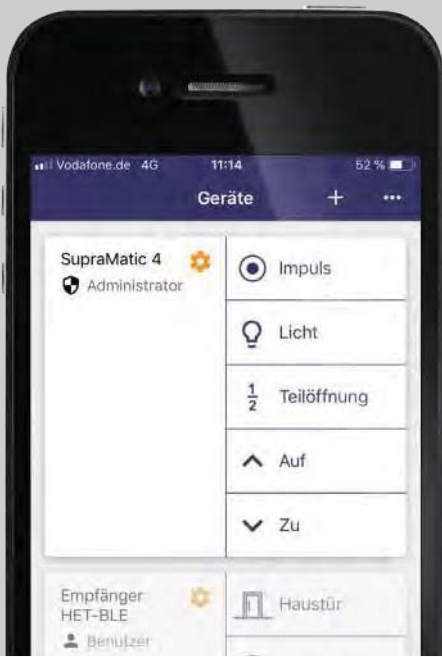 Vodafone.de 4G 11:14 52 %
Geräte + •••
SupraMatic 4
Administrator
Impuls
Licht
1/2 Teilöffnung
Auf
Zu
Empfänger
HET-BLE
Benutzer
Haustür